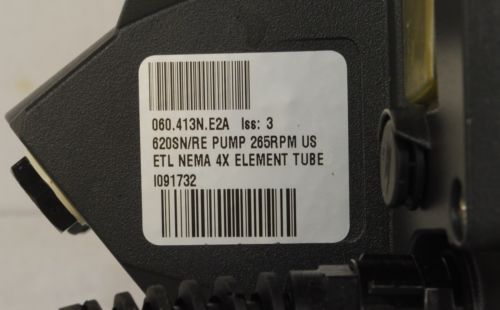 060.413N.E2A Iss: 3
620SN/RE PUMP 265RPM US
ETL NEMA 4X ELEMENT TUBE
I091732